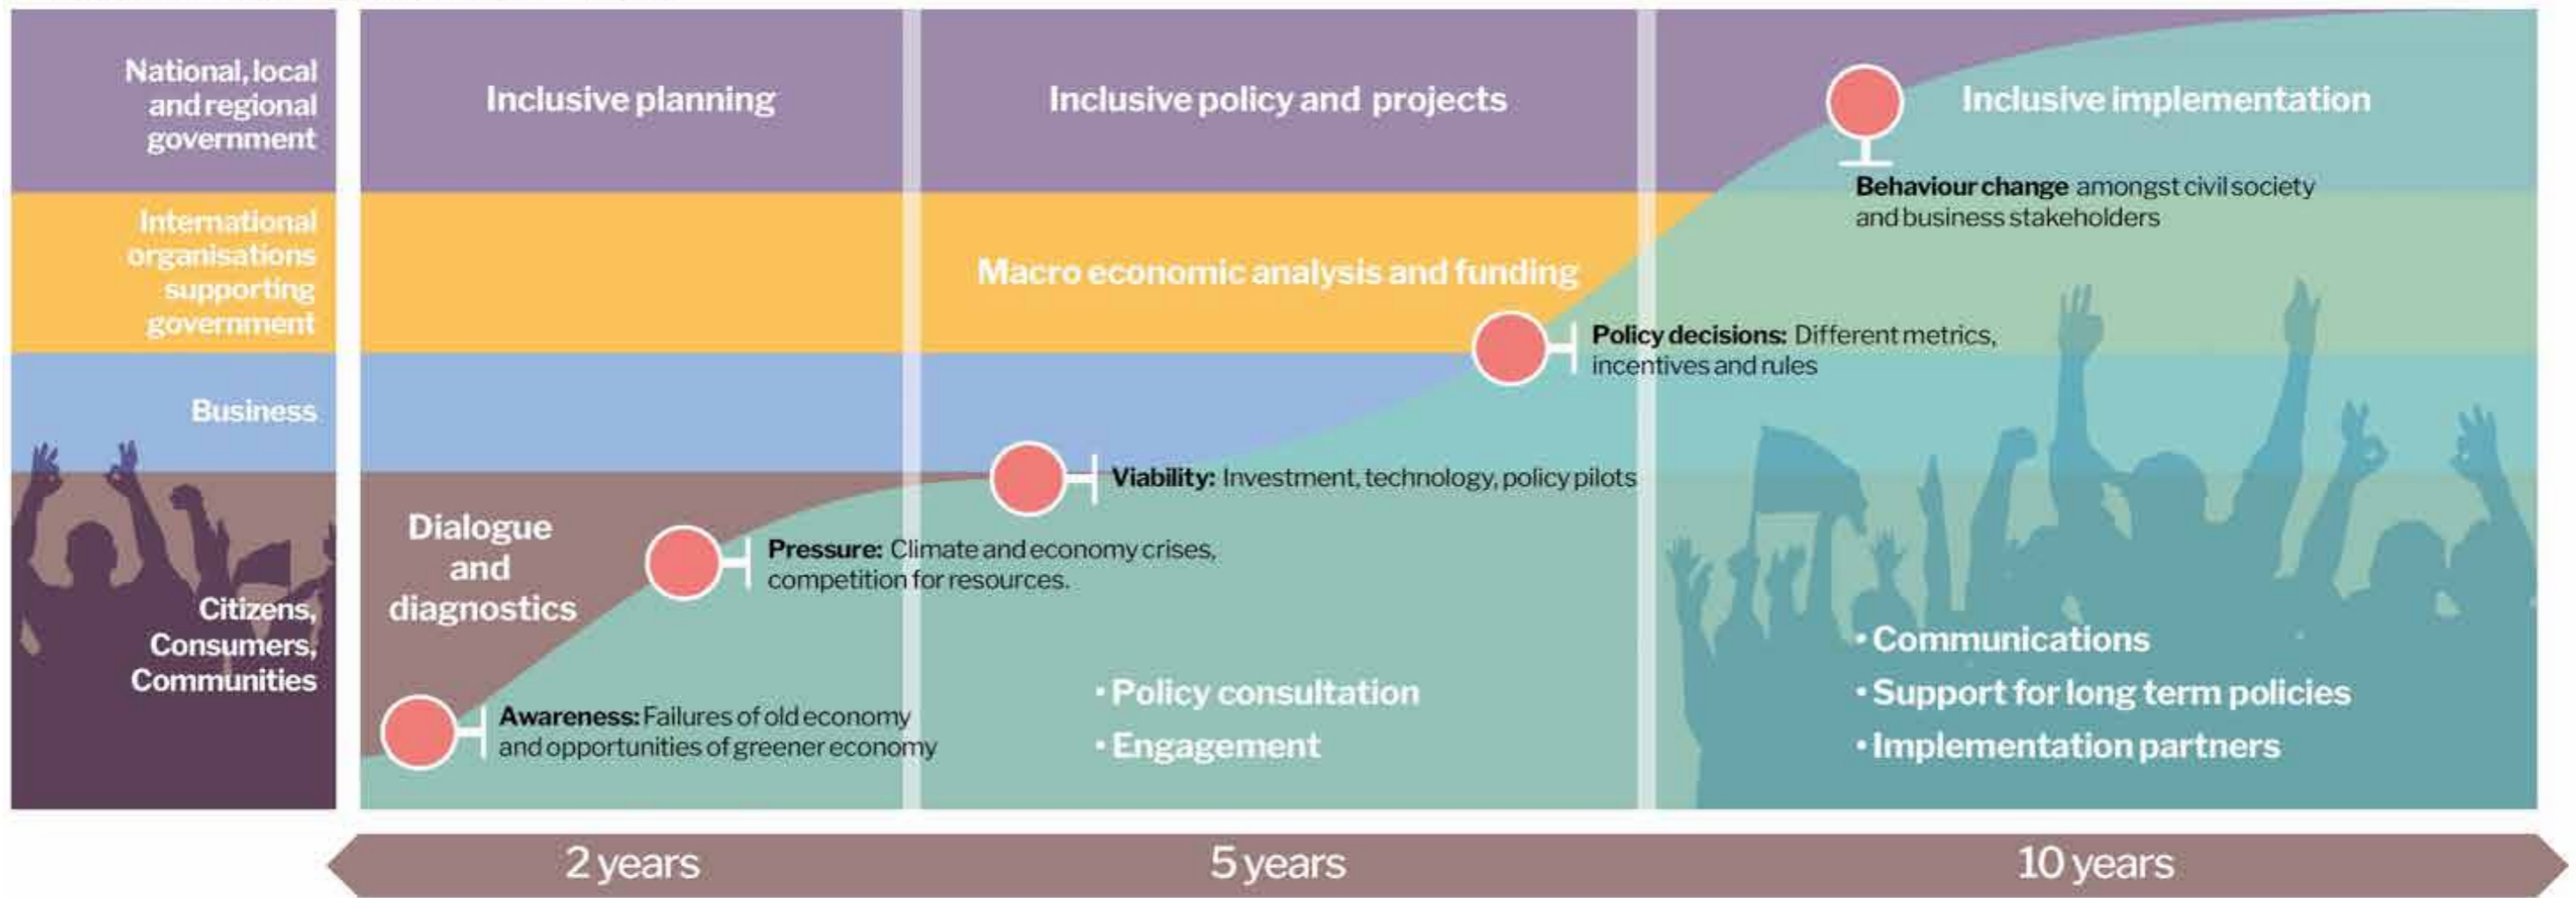 National, local
and regional
government
Inclusive planning
Inclusive policy and projects
Inclusive implementation
Behaviour change amongst civil society
and business stakeholders
International
organisations
supporting
government
Macro economic analysis and funding
Policy decisions: Different metrics,
incentives and rules
Business
Viability: Investment, technology, policy pilots
Dialogue
and
diagnostics
Pressure: Climate and economy crises,
competition for resources.
Citizens,
Consumers,
Communities
Awareness: Failures of old economy
and opportunities of greener economy
• Policy consultation
• Engagement
• Communications
• Support for long term policies
• Implementation partners
2 years
5 years
10 years